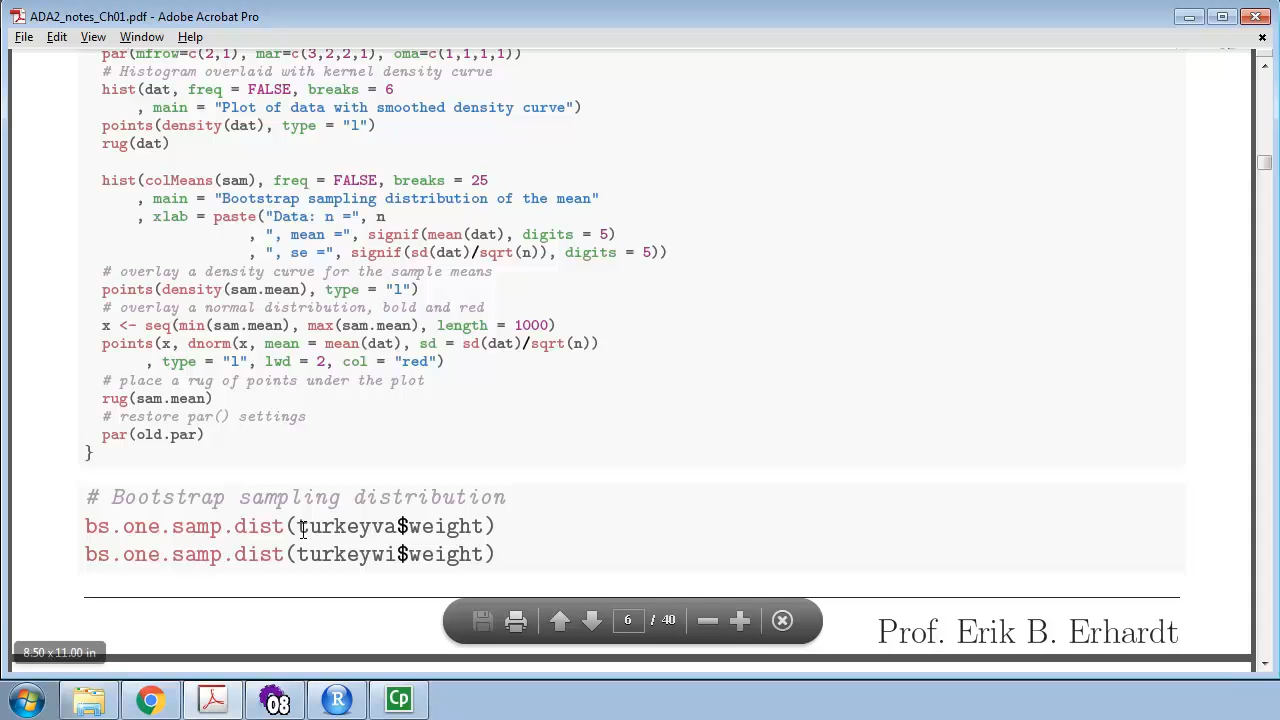 ADA2_notes_Ch01.pdf - Adobe Acrobat Pro
File Edit View Window Help
par(mfrow=c(2,1), mar=c(3,2,2,1), oma=c(1,1,1,1))
# Histogram overlaid with kernel density curve
hist(dat, freq = FALSE, breaks = 6
, main = "Plot of data with smoothed density curve")
points(density(dat), type = "l")
rug(dat)
hist(colMeans(sam), freq = FALSE, breaks = 25
, main = "Bootstrap sampling distribution of the mean"
, xlab = paste("Data: n =", n
, ", mean =", signif(mean(dat), digits = 5)
, ", se =", signif(sd(dat)/sqrt(n)), digits = 5))
# overlay a density curve for the sample means
points(density(sam.mean), type = "l")
# overlay a normal distribution, bold and red
x <- seq(min(sam.mean), max(sam.mean), length = 1000)
points(x, dnorm(x, mean = mean(dat), sd = sd(dat)/sqrt(n))
, type = "l", lwd = 2, col = "red")
# place a rug of points under the plot
rug(sam.mean)
# restore par() settings
par(old.par)
}
# Bootstrap sampling distribution
bs.one.samp.dist(turkeyva$weight)
bs.one.samp.dist(turkeywi$weight)
6 / 40
Prof. Erik B. Erhardt
8.50 x 11.00 in
08
R
Cp